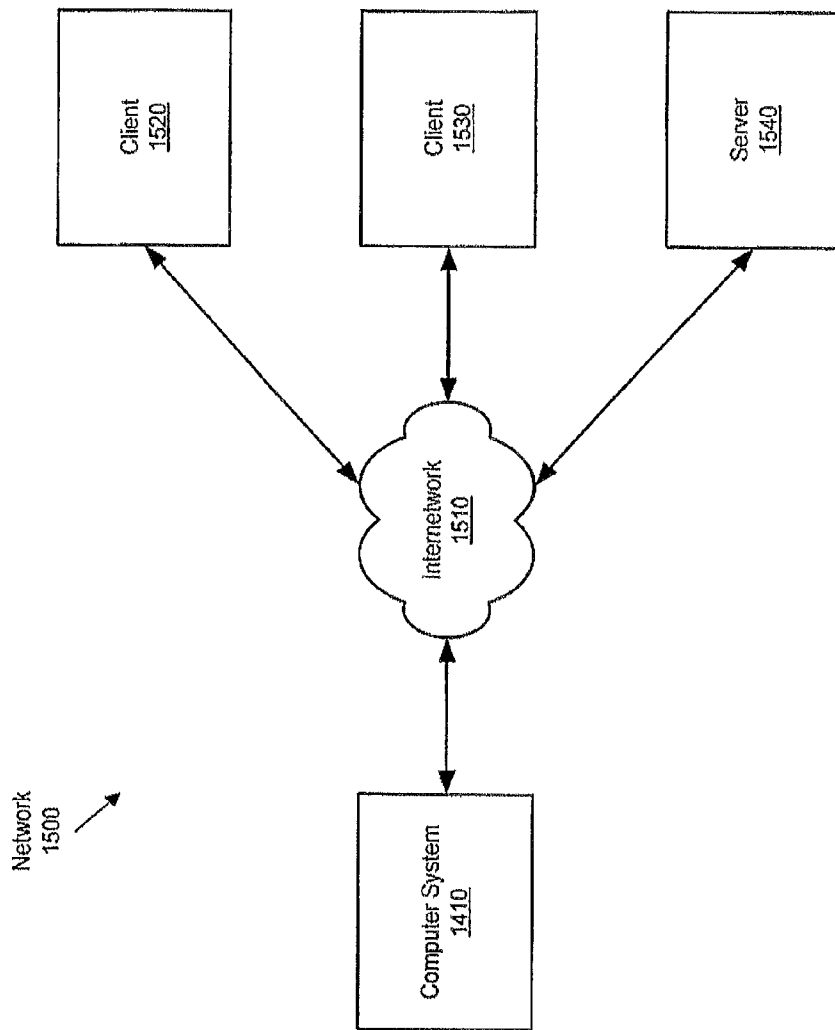 Network
1500
Computer System
1410
Internetwork
1510
Client
1520
Client
1530
Server
1540